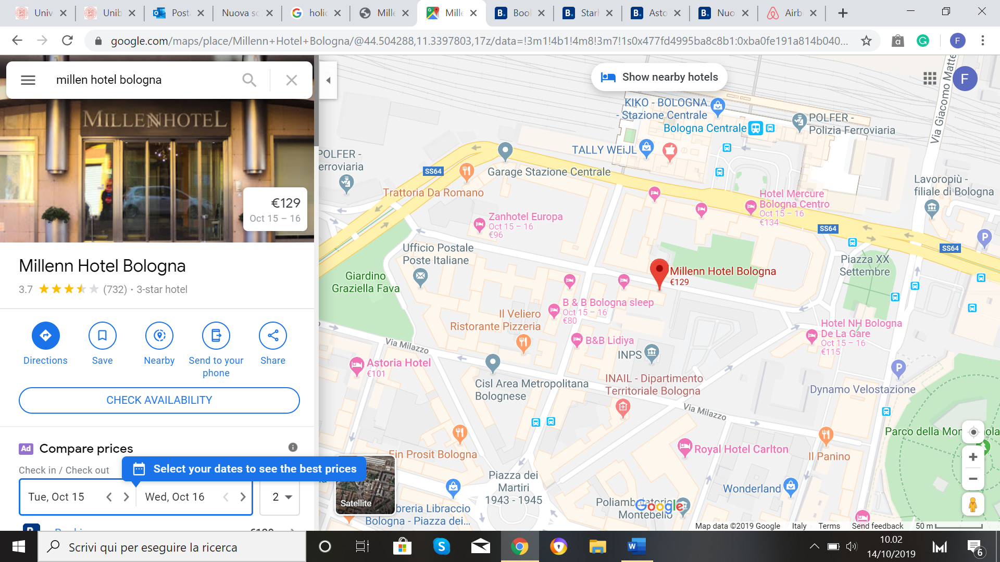 Univ
Unib
Posta
Nuova sc
holid
Mille
Mille
Book
Starh
Asto
Nuo
Airb
google.com/maps/place/Millenn+Hotel+Bologna/@44.504288,11.3397803,17z/data=!3m1!4b1!4m8!3m7!1s0x477fd4995ba8c8b1:0xba0fe191a814b040...
F
millen hotel bologna
MILLENNHOTEL
€129
Oct 15 – 16
Millenn Hotel Bologna
3.7 (732) · 3-star hotel
Directions
Save
Nearby
Send to your
phone
Share
CHECK AVAILABILITY
Ad Compare prices
Check in / Check out
Select your dates to see the best prices
Tue, Oct 15
Wed, Oct 16
2
Show nearby hotels
F
Via Giacomo Matte
KIKO - BOLOGNA
- Stazione Centrale
Bologna Centrale
POLFER -
Polizia Ferroviaria
TALLY WEiJL
POLFER -
erroviaria
SS64
Garage Stazione Centrale
Trattoria Da Romano
Lavoropiù -
filiale di Bologna
Hotel Mercure
Bologna Centro
Oct 15 – 16
€134
Zanhotel Europa
Oct 15 – 16
€96
SS64
SS64
P
Ufficio Postale
Poste Italiane
Piazza XX
Settembre
Giardino
Graziella Fava
Millenn Hotel Bologna
€129
B & B Bologna sleep
Oct 15 – 16
€80
Il Veliero
Ristorante Pizzeria
Hotel NH Bologna
De La Gare
Oct 15 – 16
€115
Via Milazzo
B&B Lidiya
INPS
Astoria Hotel
€101
P
Cisl Area Metropolitana
Bolognese
INAIL - Dipartimento
Territoriale Bologna
Dynamo Velostazione
Via Milazzo
Parco della Mon
ola
Fin Prosit Bologna
Royal Hotel Carlton
Il Panino
Piazza dei
Martiri
1943 - 1945
Wonderland
Satellite
breria Libraccio
Bologna - Piazza dei...
Poliambulatorio
Montebello
Google
Map data ©2019 Google
Italy
Terms
Send feedback
50 m
Scrivi qui per eseguire la ricerca
10.02
14/10/2019
6